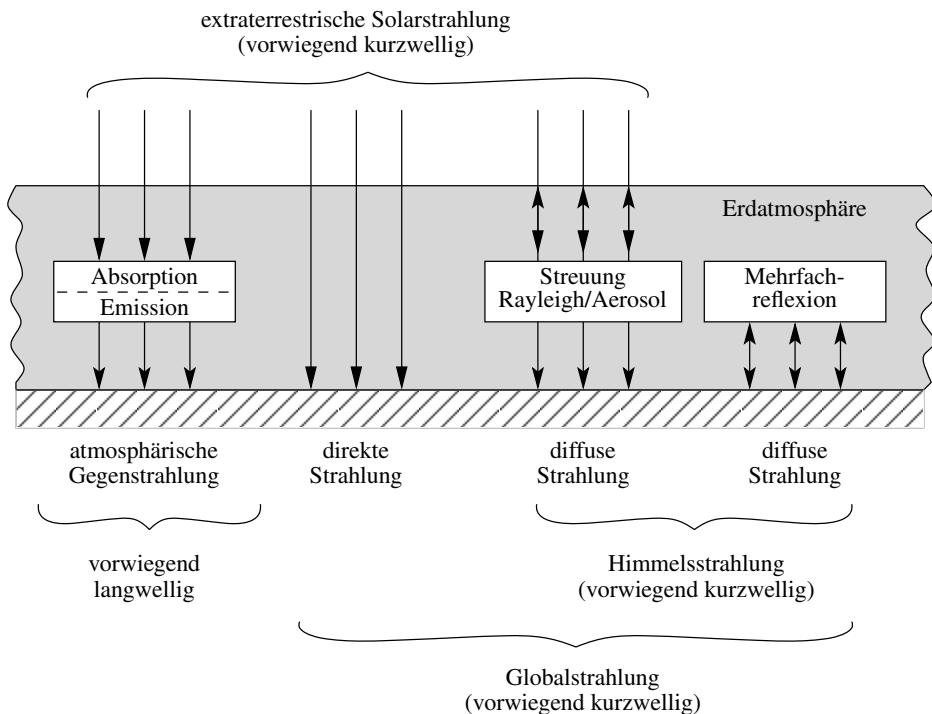 extraterrestrische Solarstrahlung
(vorwiegend kurzwellig)
Erdatmosphäre
Absorption
Emission
Streuung
Rayleigh/Aerosol
Mehrfach-
reflexion
atmosphärische
Gegenstrahlung
direkte
Strahlung
diffuse
Strahlung
diffuse
Strahlung
vorwiegend
langwellig
Himmelsstrahlung
(vorwiegend kurzwellig)
Globalstrahlung
(vorwiegend kurzwellig)